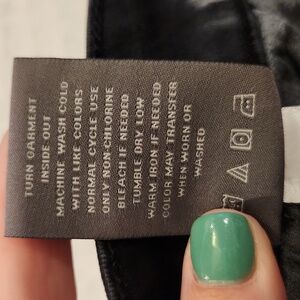 TURN GARMENT
INSIDE OUT
MACHINE WASH COLD
WITH LIKE COLORS
NORMAL CYCLE USE
ONLY NON-CHLORINE
BLEACH IF NEEDED
TUMBLE DRY LOW
WARM IRON IF NEEDED
COLOR MAY TRANSFER
WHEN WORN OR
WASHED